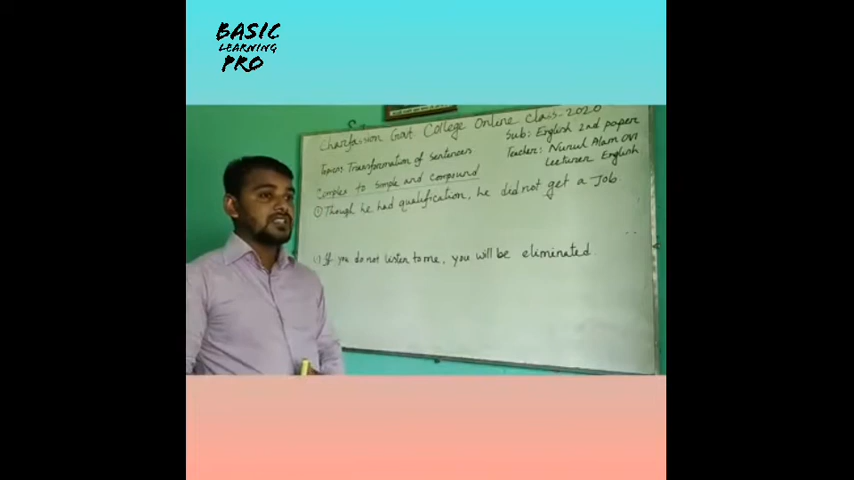 BASIC
LEARNING
PRO
Charfassion Govt College Online Class-2020
Sub: English 2nd paper
Teacher: Nurul Alam Ovi
Lecturer English
Topics: Transformation of Sentences
Complex to Simple and Compound
① Though he had qualification, he did not get a Job
If you do not listen to me, you will be eliminated.